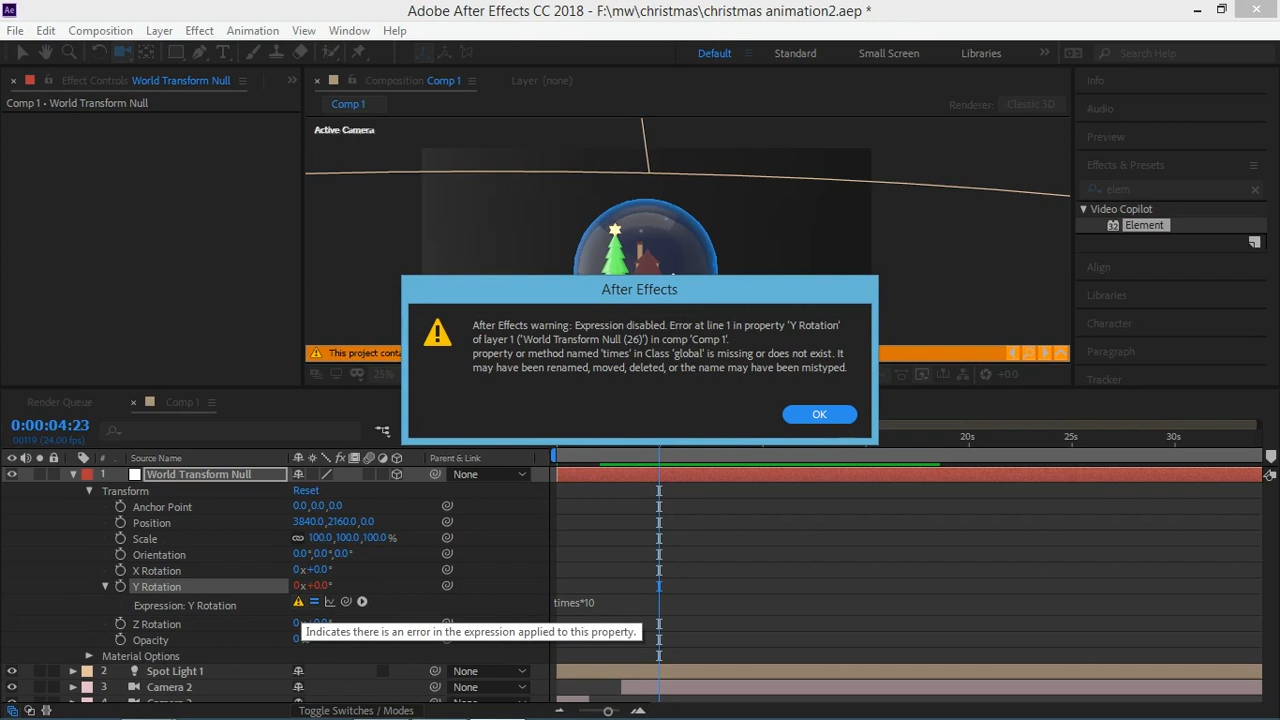 Ae Adobe After Effects CC 2018 - F:\mw\christmas\christmas animation2.aep *
File Edit Composition Layer Effect Animation View Window Help
Default Standard Small Screen Libraries Search Help
Effect Controls World Transform Null
Composition Comp 1 Layer (none)
Comp 1 • World Transform Null
Comp 1 Renderer: Classic 3D
Active Camera
Info
Audio
Preview
Effects & Presets
elem
Video Copilot
32 Element
Align
Libraries
Character
Paragraph
Tracker
After Effects
After Effects warning: Expression disabled. Error at line 1 in property 'Y Rotation'
of layer 1 ('World Transform Null (26)') in comp 'Comp 1'.
property or method named 'times' in Class 'global' is missing or does not exist. It
may have been renamed, moved, deleted, or the name may have been mistyped.
OK
This project
25% +0.0
Render Queue Comp 1
0:00:04:23
00119 (24.00 fps)
20s 25s 30s
# Source Name fx Parent & Link
1 World Transform Null None
Transform Reset
Anchor Point 0.0,0.0,0.0
Position 3840.0,2160.0,0.0
Scale 100.0,100.0,100.0%
Orientation 0.0°,0.0°,0.0°
X Rotation 0x+0.0°
Y Rotation 0x+0.0°
Expression: Y Rotation times*10
Z Rotation
Indicates there is an error in the expression applied to this property.
Opacity
Material Options
2 Spot Light 1 None
3 Camera 2 None
Toggle Switches / Modes